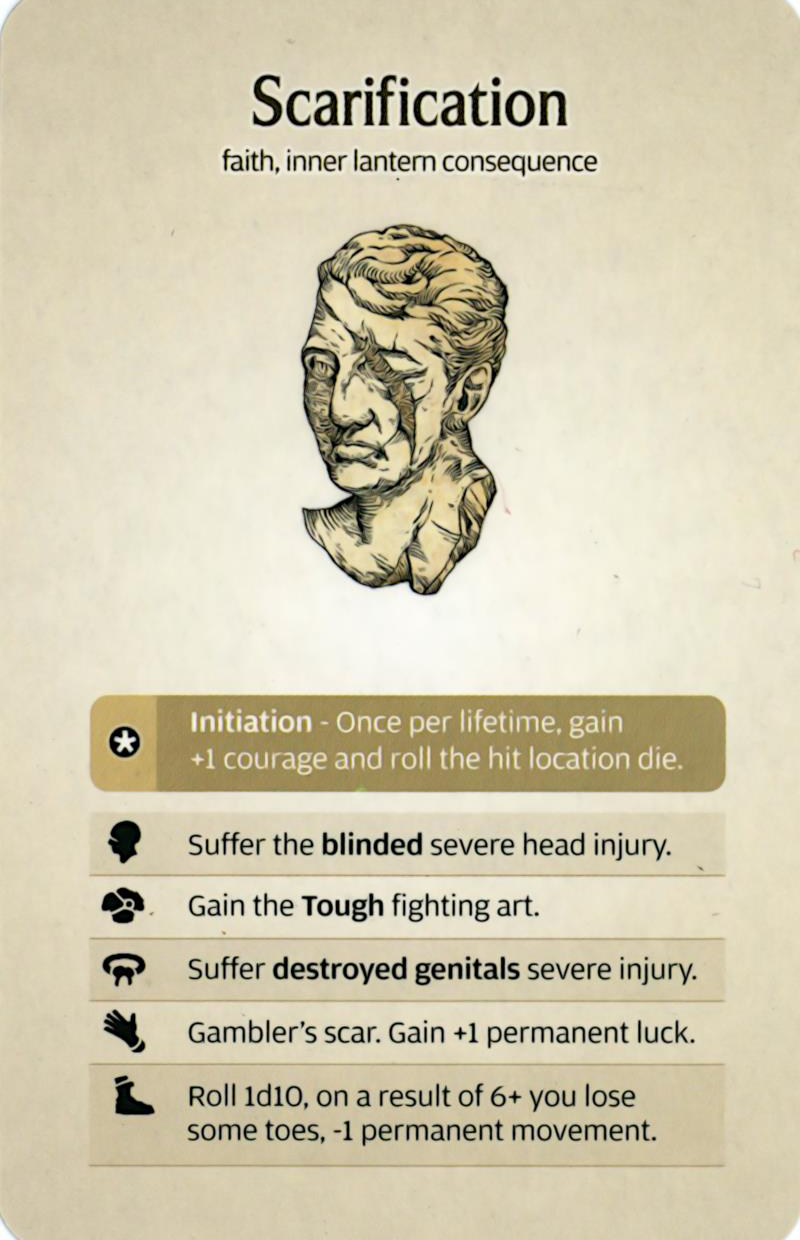 Scarification
faith, inner lantern consequence
Initiation - Once per lifetime, gain
+1 courage and roll the hit location die.
Suffer the blinded severe head injury.
Gain the Tough fighting art.
Suffer destroyed genitals severe injury.
Gambler's scar. Gain +1 permanent luck.
Roll 1d10, on a result of 6+ you lose
some toes, -1 permanent movement.